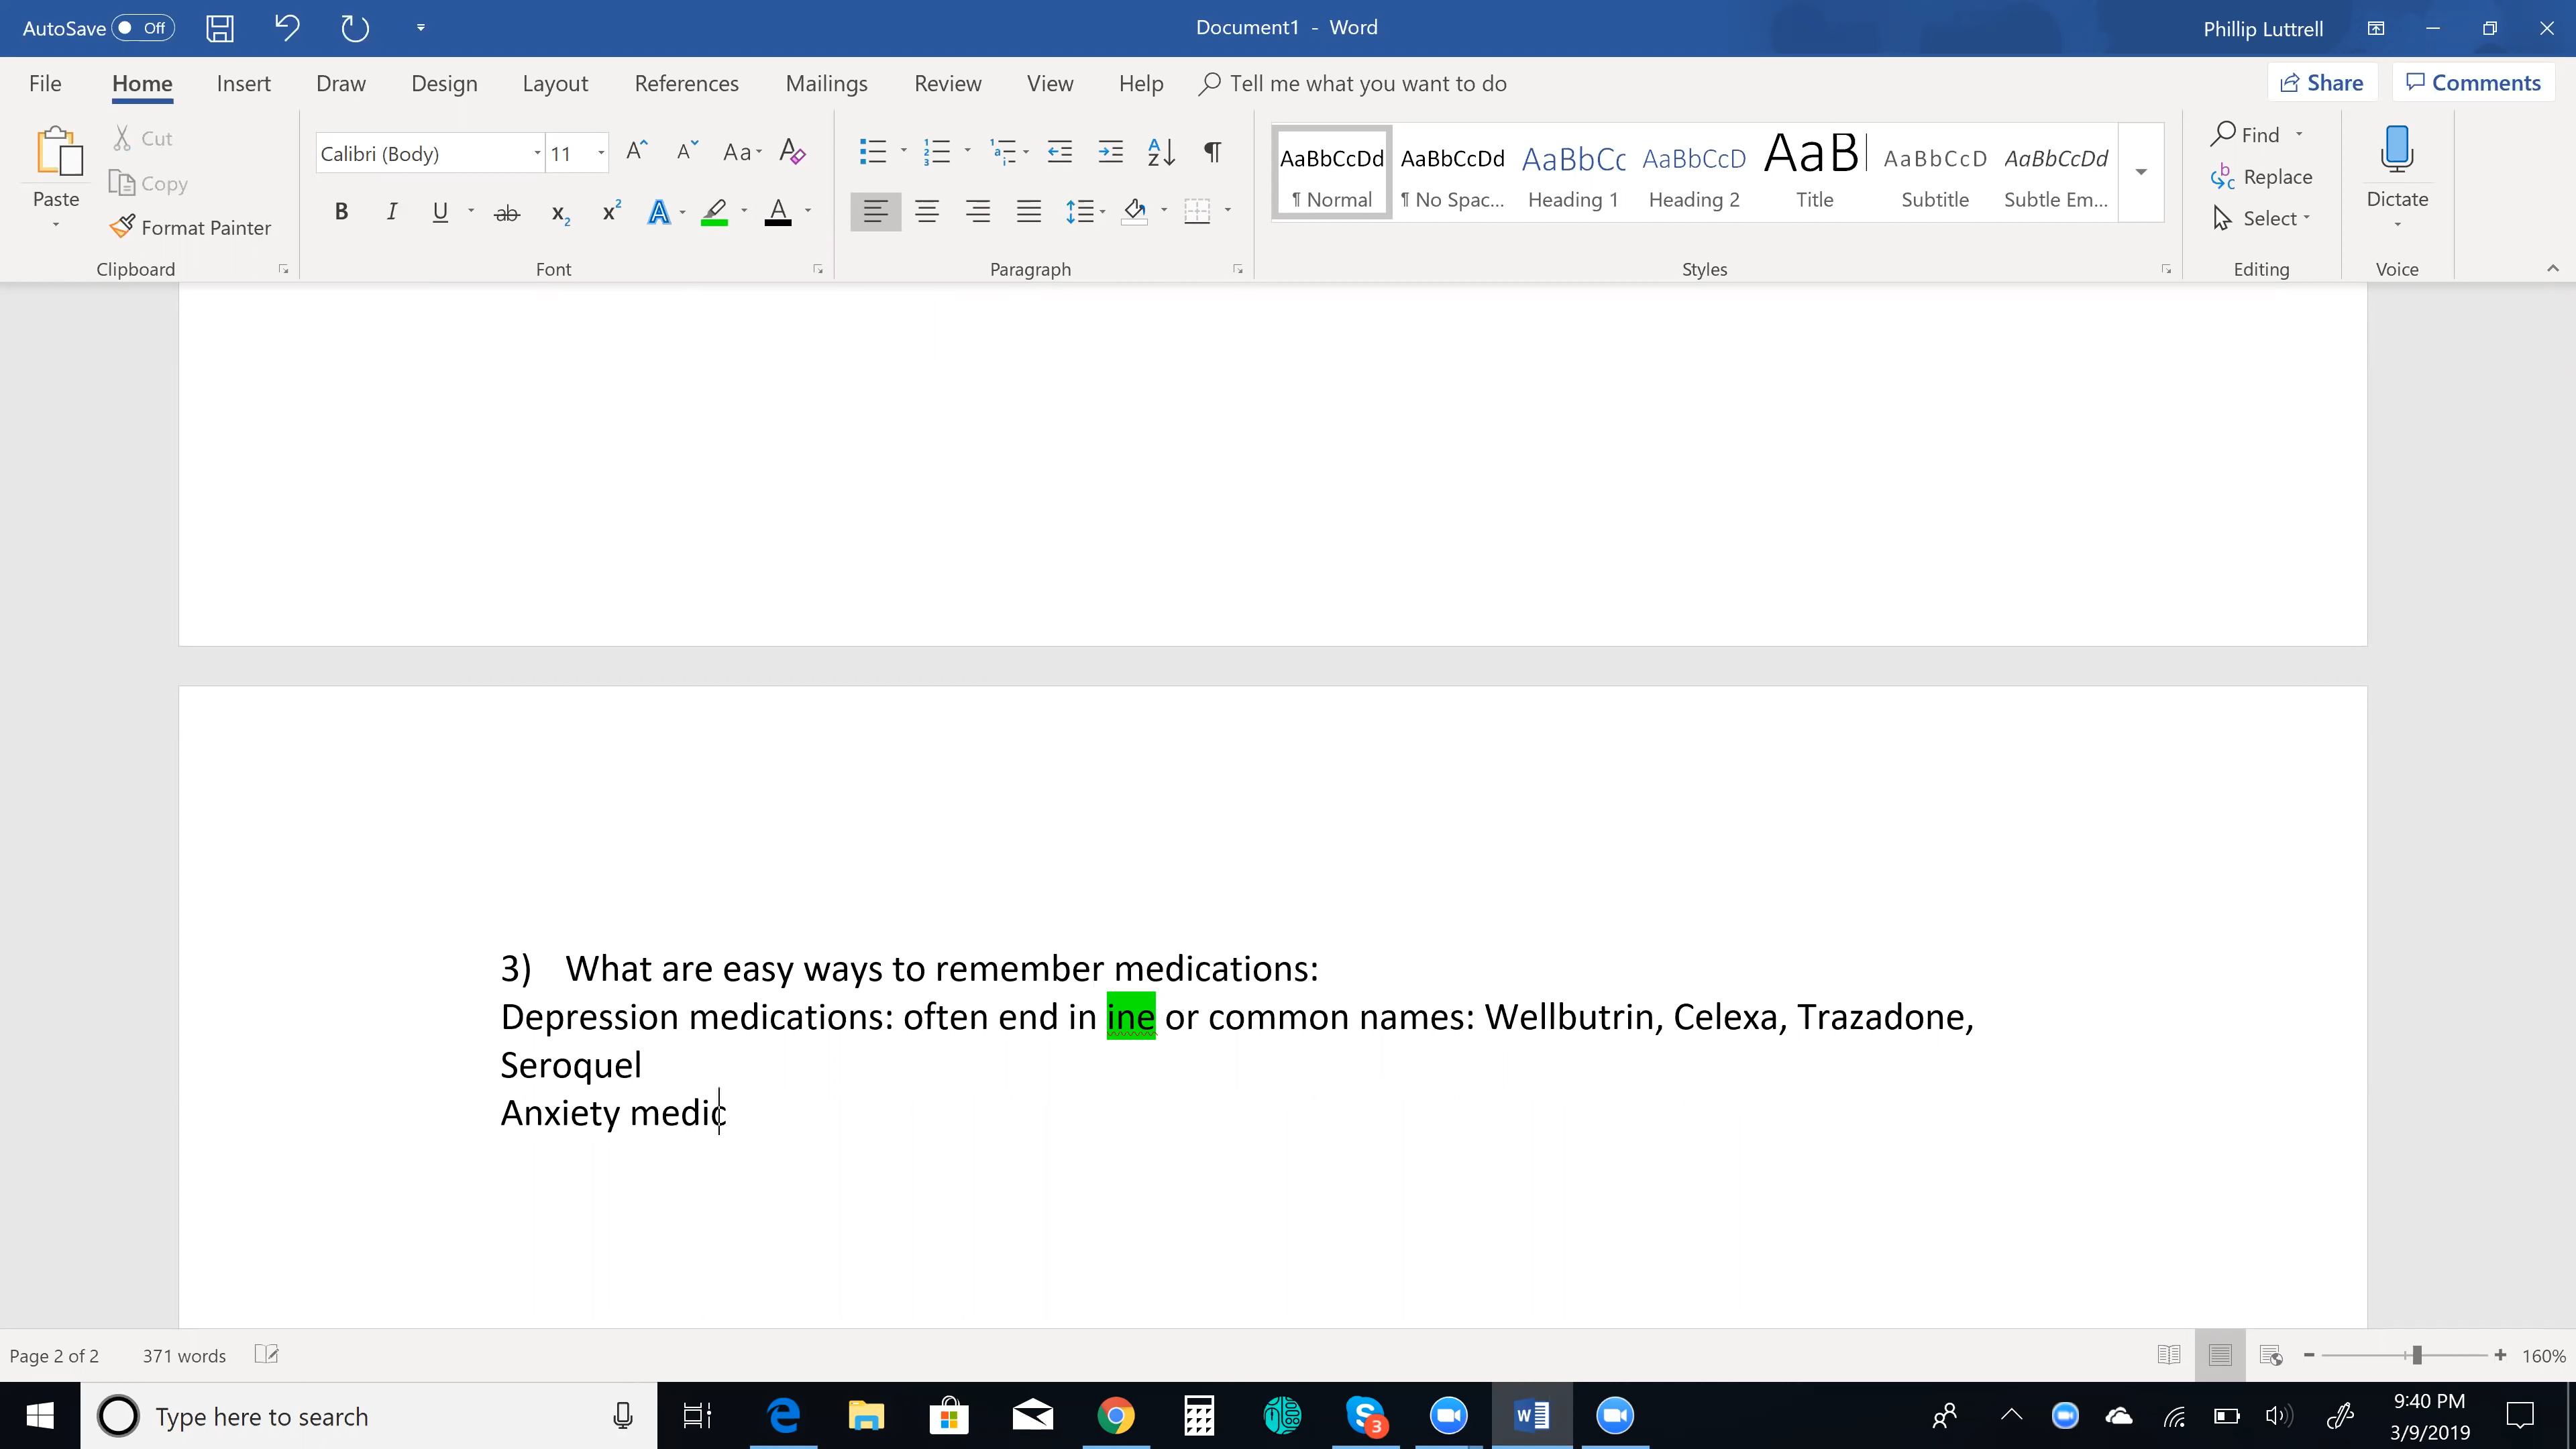 AutoSave Off
Document1 - Word
Phillip Luttrell
File Home Insert Draw Design Layout References Mailings Review View Help Tell me what you want to do
Share Comments
Paste
Cut
Copy
Format Painter
Clipboard
Calibri (Body) 11
Font
Paragraph
AaBbCcDd AaBbCcDd AaBbCc AaBbCcD AaB AaBbCcD AaBbCcDd
¶ Normal ¶ No Spac... Heading 1 Heading 2 Title Subtitle Subtle Em...
Styles
Find
Replace
Select
Editing
Dictate
Voice
3) What are easy ways to remember medications:
Depression medications: often end in ine or common names: Wellbutrin, Celexa, Trazadone,
Seroquel
Anxiety medic
Page 2 of 2 371 words
160%
Type here to search
3
9:40 PM
3/9/2019